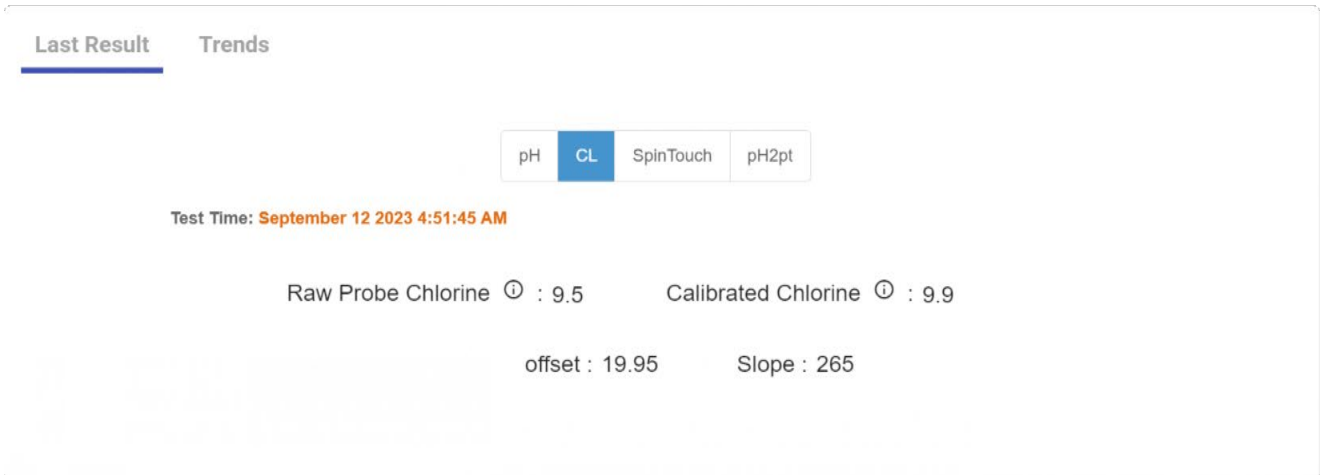 Last Result Trends
pH CL SpinTouch pH2pt
Test Time: September 12 2023 4:51:45 AM
Raw Probe Chlorine ⓘ : 9.5 Calibrated Chlorine ⓘ : 9.9
offset : 19.95 Slope : 265